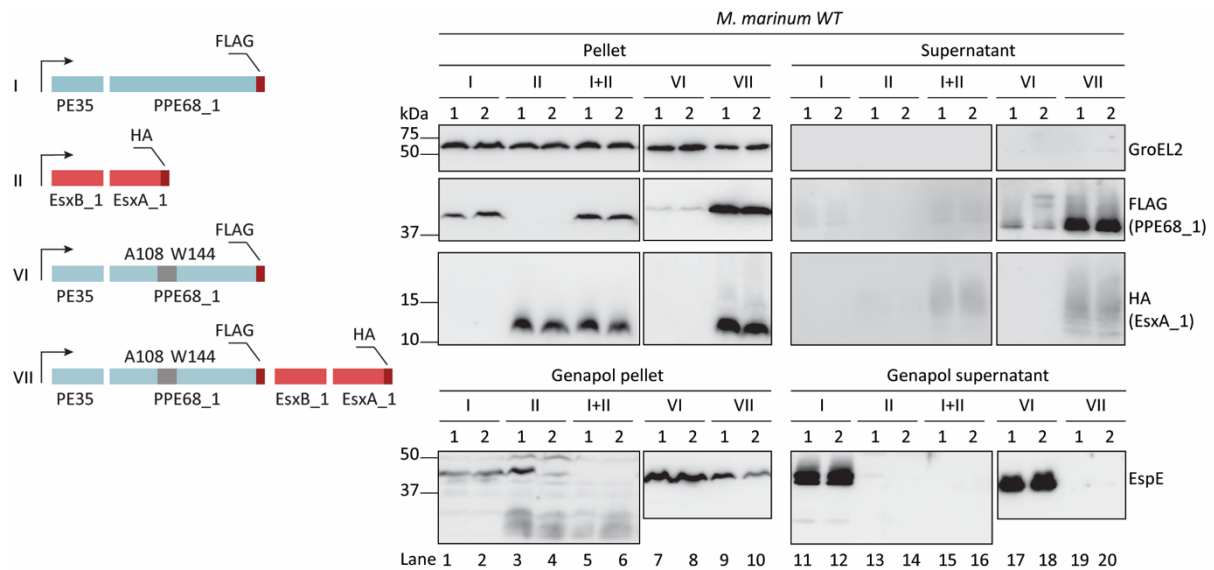 FLAG
I
PE35 PPE68_1
HA
II
EsxB_1 EsxA_1
FLAG
A108 W144
VI
PE35 PPE68_1
FLAG HA
A108 W144
VII
PE35 PPE68_1 EsxB_1 EsxA_1
M. marinum WT
Pellet Supernatant
I II I+II VI VII I II I+II VI VII
kDa 1 2 1 2 1 2 1 2 1 2 1 2 1 2 1 2 1 2 1 2
75
50
GroEL2
37
FLAG
(PPE68_1)
15
10
HA
(EsxA_1)
Genapol pellet Genapol supernatant
I II I+II VI VII I II I+II VI VII
1 2 1 2 1 2 1 2 1 2 1 2 1 2 1 2 1 2 1 2
50
37
EspE
Lane 1 2 3 4 5 6 7 8 9 10 11 12 13 14 15 16 17 18 19 20